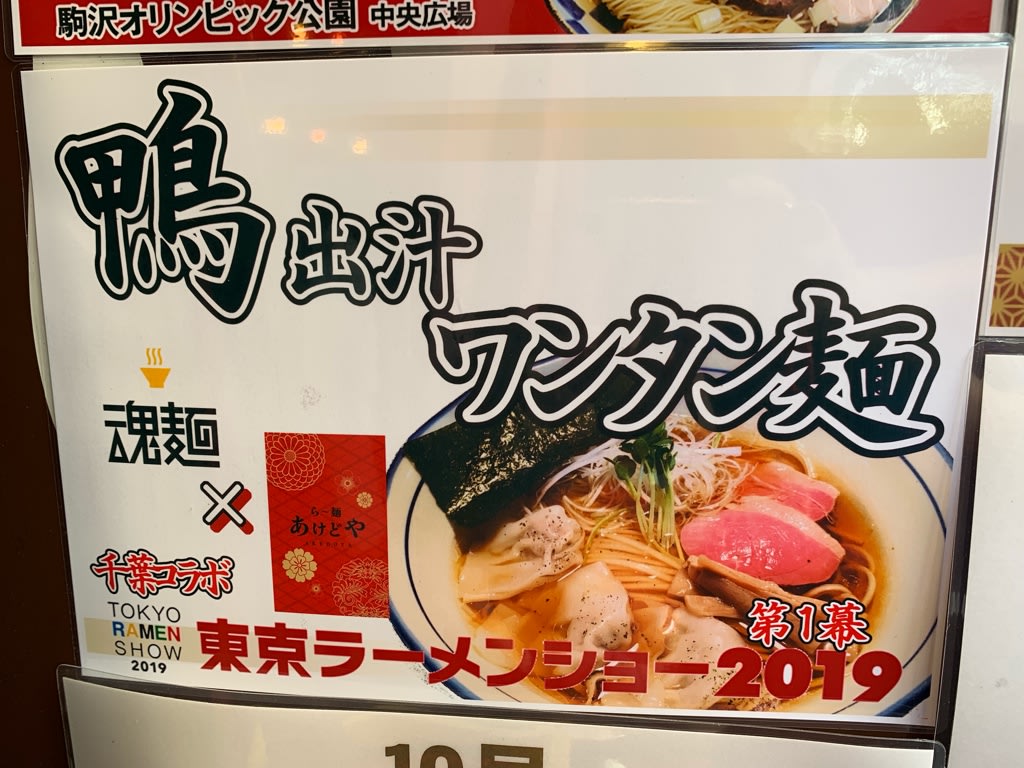 駒沢オリンピック公園 中央広場
鴨出汁
ワンタン麺
魂麺
×
ら〜麺
あけどや
AKEDOYA
千葉コラボ
TOKYO
RAMEN
SHOW
2019
第1幕
東京ラーメンショー2019